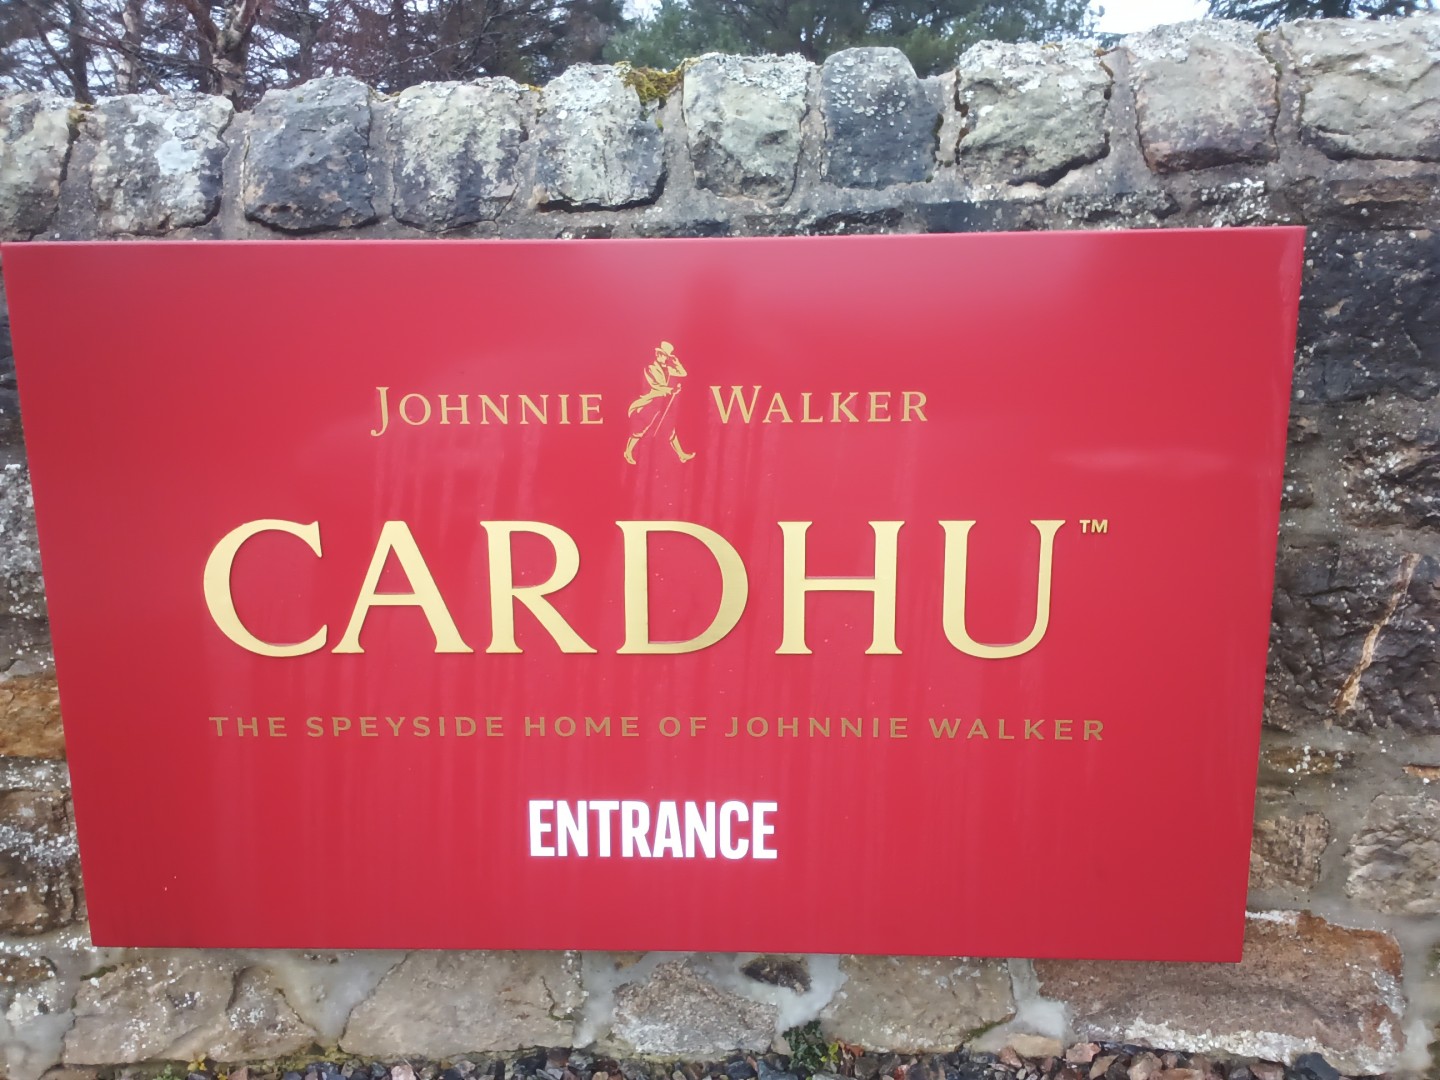 JOHNNIE WALKER
CARDHU™
THE SPEYSIDE HOME OF JOHNNIE WALKER
ENTRANCE